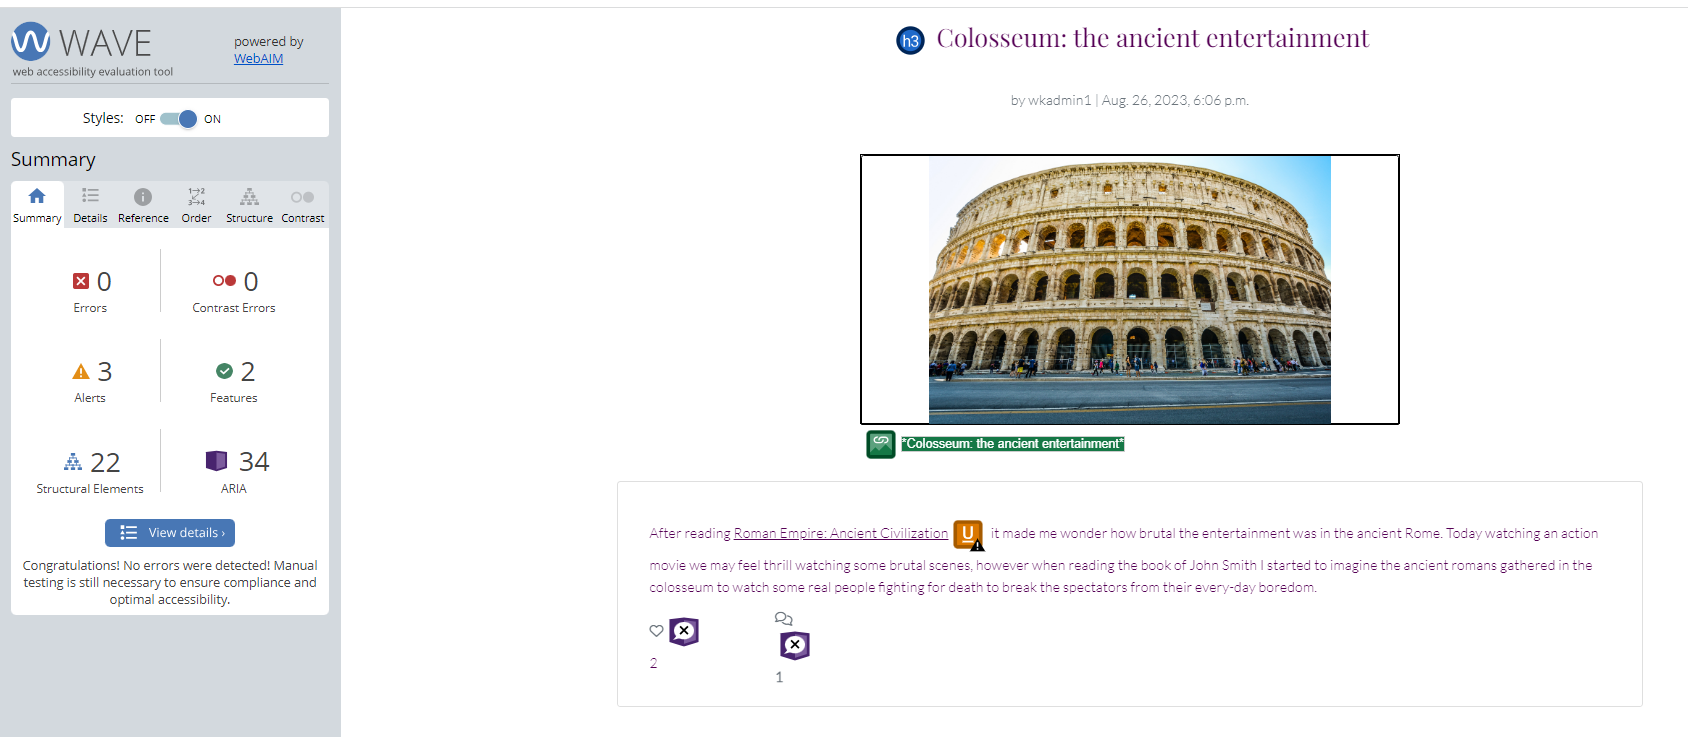 WAVE
web accessibility evaluation tool
powered by
WebAIM
Styles: OFF ON
Summary
Summary Details Reference Order Structure Contrast
0
Errors
0
Contrast Errors
3
Alerts
2
Features
22
Structural Elements
34
ARIA
View details ›
Congratulations! No errors were detected! Manual
testing is still necessary to ensure compliance and
optimal accessibility.
h3 Colosseum: the ancient entertainment
by wkadmin1 | Aug. 26, 2023, 6:06 p.m.
*Colosseum: the ancient entertainment*
After reading Roman Empire: Ancient Civilization U it made me wonder how brutal the entertainment was in the ancient Rome. Today watching an action
movie we may feel thrill watching some brutal scenes, however when reading the book of John Smith I started to imagine the ancient romans gathered in the
colosseum to watch some real people fighting for death to break the spectators from their every-day boredom.
2
1